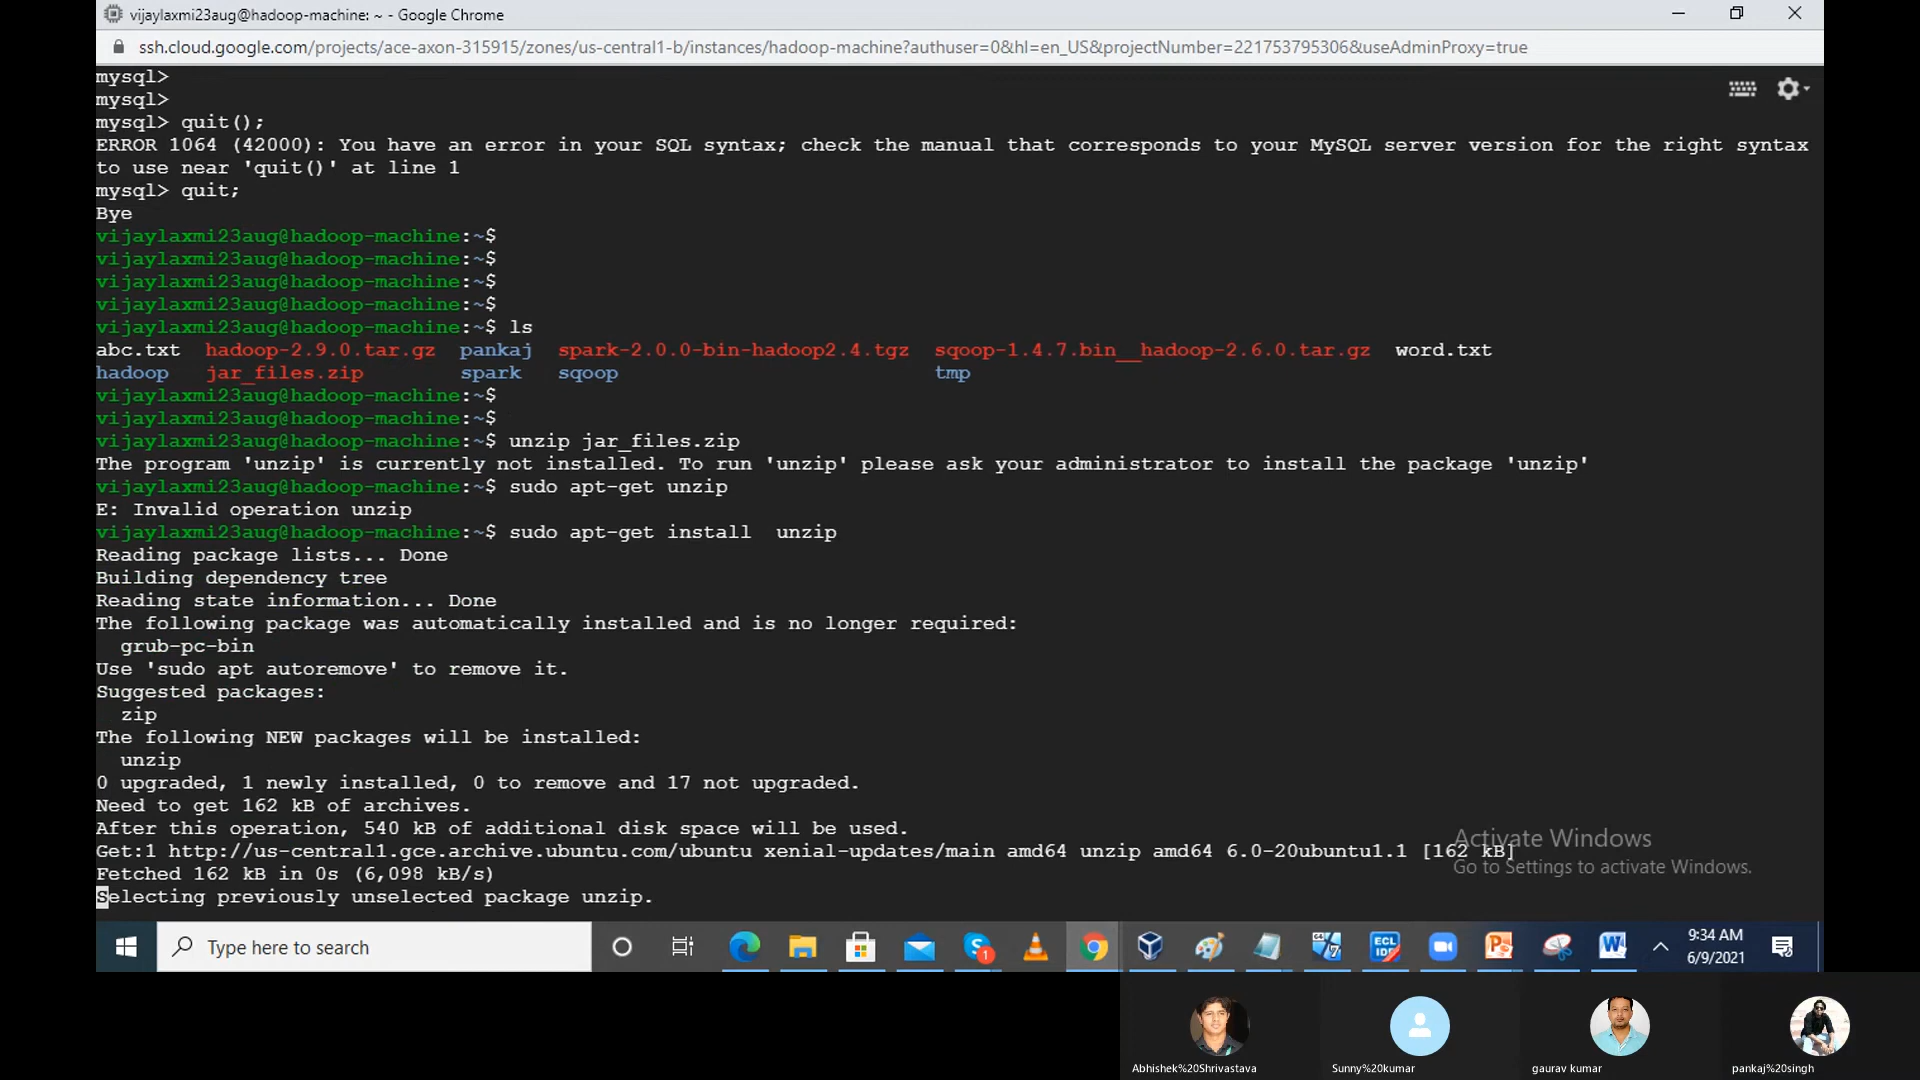 vijaylaxmi23aug@hadoop-machine: ~ - Google Chrome
ssh.cloud.google.com/projects/ace-axon-315915/zones/us-central1-b/instances/hadoop-machine?authuser=0&hl=en_US&projectNumber=221753795306&useAdminProxy=true
mysql>
mysql>
mysql> quit();
ERROR 1064 (42000): You have an error in your SQL syntax; check the manual that corresponds to your MySQL server version for the right syntax
to use near 'quit()' at line 1
mysql> quit;
Bye
vijaylaxmi23aug@hadoop-machine:~$
vijaylaxmi23aug@hadoop-machine:~$
vijaylaxmi23aug@hadoop-machine:~$
vijaylaxmi23aug@hadoop-machine:~$
vijaylaxmi23aug@hadoop-machine:~$ ls
abc.txt hadoop-2.9.0.tar.gz pankaj spark-2.0.0-bin-hadoop2.4.tgz sqoop-1.4.7.bin__hadoop-2.6.0.tar.gz word.txt
hadoop jar_files.zip spark sqoop tmp
vijaylaxmi23aug@hadoop-machine:~$
vijaylaxmi23aug@hadoop-machine:~$
vijaylaxmi23aug@hadoop-machine:~$ unzip jar_files.zip
The program 'unzip' is currently not installed. To run 'unzip' please ask your administrator to install the package 'unzip'
vijaylaxmi23aug@hadoop-machine:~$ sudo apt-get unzip
E: Invalid operation unzip
vijaylaxmi23aug@hadoop-machine:~$ sudo apt-get install  unzip
Reading package lists... Done
Building dependency tree
Reading state information... Done
The following package was automatically installed and is no longer required:
  grub-pc-bin
Use 'sudo apt autoremove' to remove it.
Suggested packages:
  zip
The following NEW packages will be installed:
  unzip
0 upgraded, 1 newly installed, 0 to remove and 17 not upgraded.
Need to get 162 kB of archives.
After this operation, 540 kB of additional disk space will be used.
Get:1 http://us-central1.gce.archive.ubuntu.com/ubuntu xenial-updates/main amd64 unzip amd64 6.0-20ubuntu1.1 [162 kB]
Fetched 162 kB in 0s (6,098 kB/s)
Selecting previously unselected package unzip.
Activate Windows
Go to Settings to activate Windows.
Type here to search
1
64
7
ECL
IDE
P
W
9:34 AM
6/9/2021
Abhishek%20Shrivastava
Sunny%20kumar
gaurav kumar
pankaj%20singh